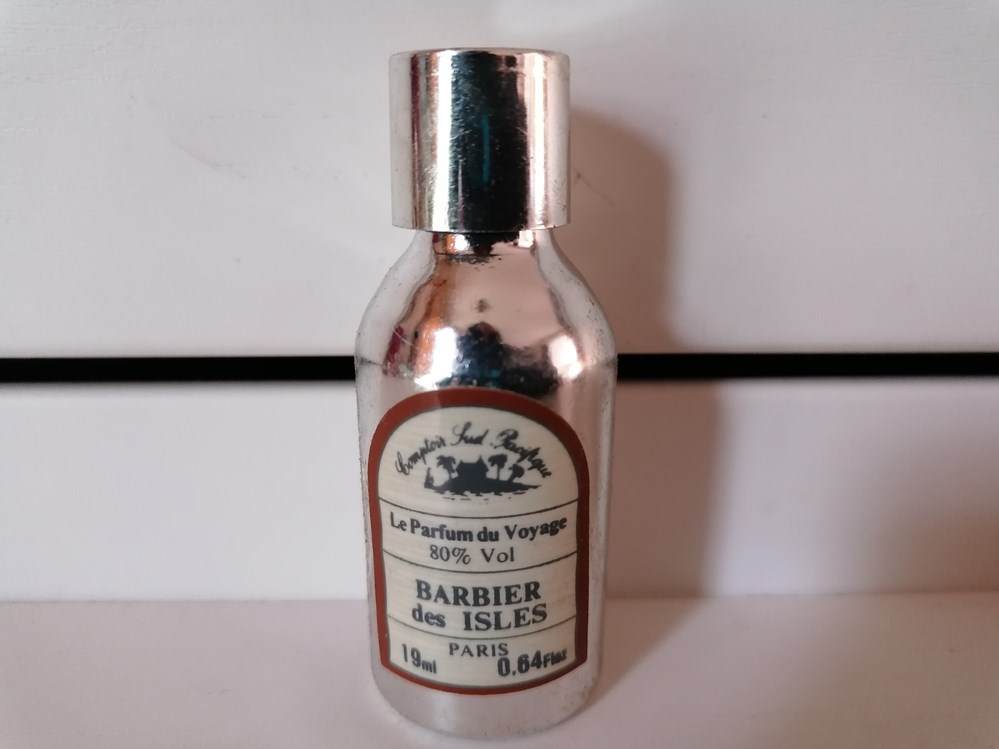 Comptoir Sud Pacifique
Le Parfum du Voyage
80% Vol
BARBIER
des ISLES
PARIS
19ml 0.64Floz